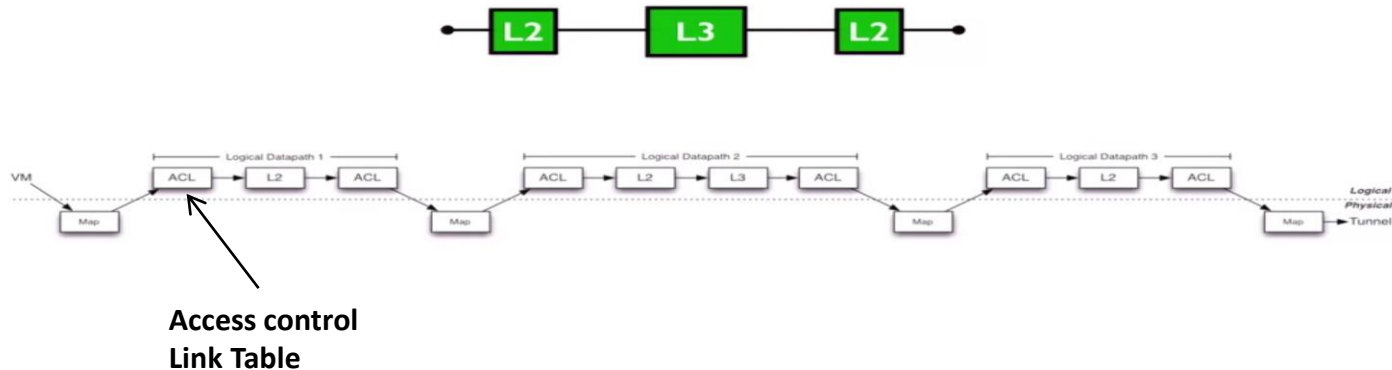 L2 L3 L2
Logical Datapath 1 Logical Datapath 2 Logical Datapath 3
VM ACL L2 ACL ACL L2 L3 ACL ACL L2 ACL
Logical
Physical
Map Map Map Map Tunnel
Access control
Link Table